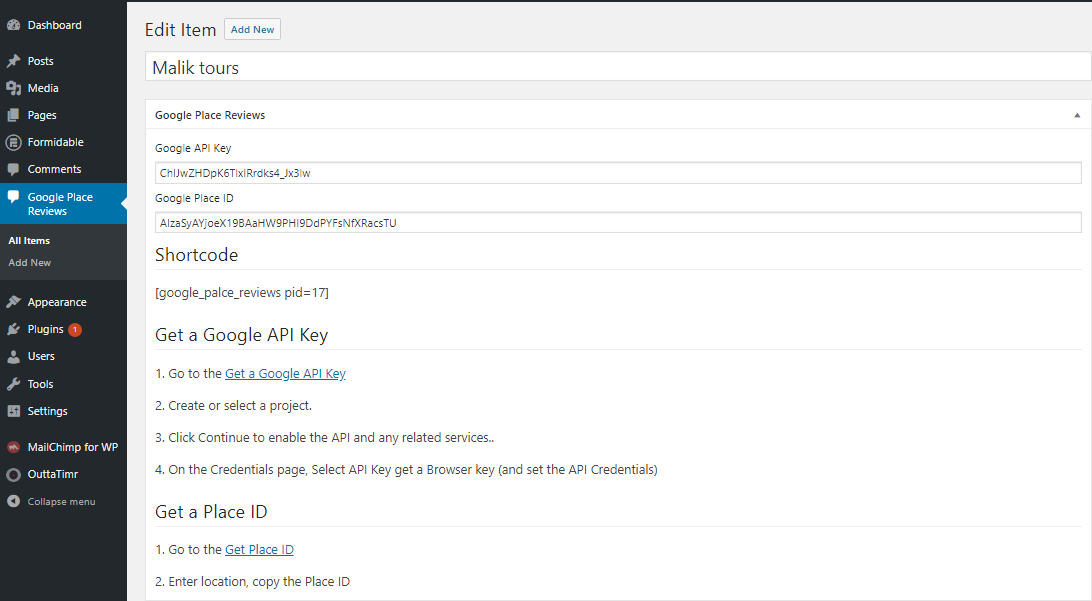 Dashboard
Posts
Media
Pages
Formidable
Comments
Google Place
Reviews
All Items
Add New
Appearance
Plugins 1
Users
Tools
Settings
MailChimp for WP
OuttaTimr
Collapse menu
Edit Item Add New
Malik tours
Google Place Reviews
Google API Key
ChIJwZHDpK6TIxIRrdks4_Jx3lw
Google Place ID
AIzaSyAYjoeX19BAaHW9PHI9DdPYFsNfXRacsTU
Shortcode
[google_palce_reviews pid=17]
Get a Google API Key
1. Go to the Get a Google API Key
2. Create or select a project.
3. Click Continue to enable the API and any related services..
4. On the Credentials page, Select API Key get a Browser key (and set the API Credentials)
Get a Place ID
1. Go to the Get Place ID
2. Enter location, copy the Place ID